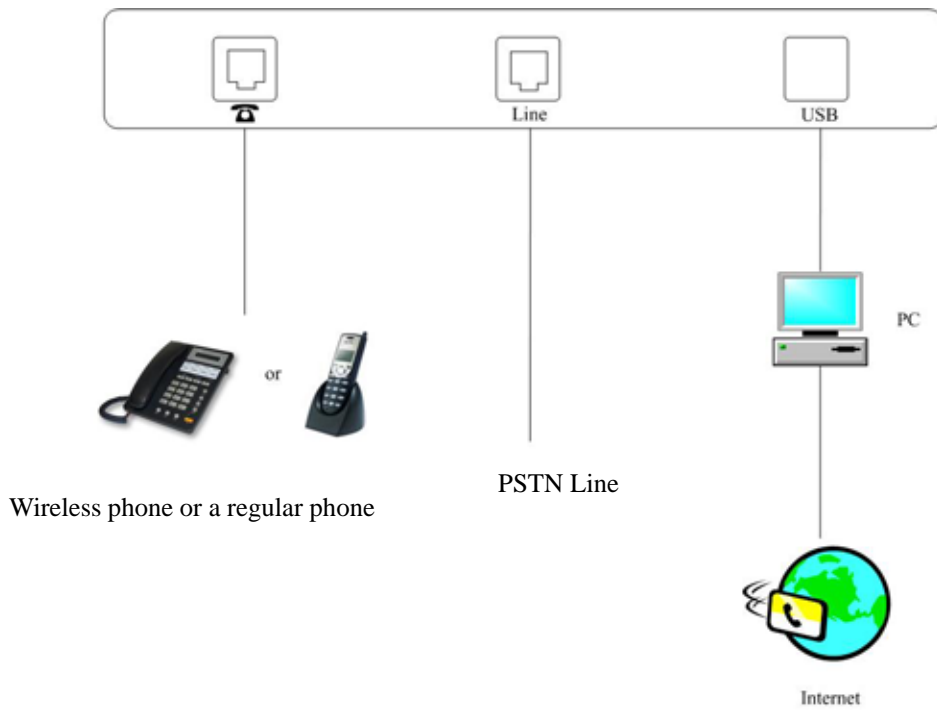 Line
USB
PC
or
PSTN Line
Wireless phone or a regular phone
Internet